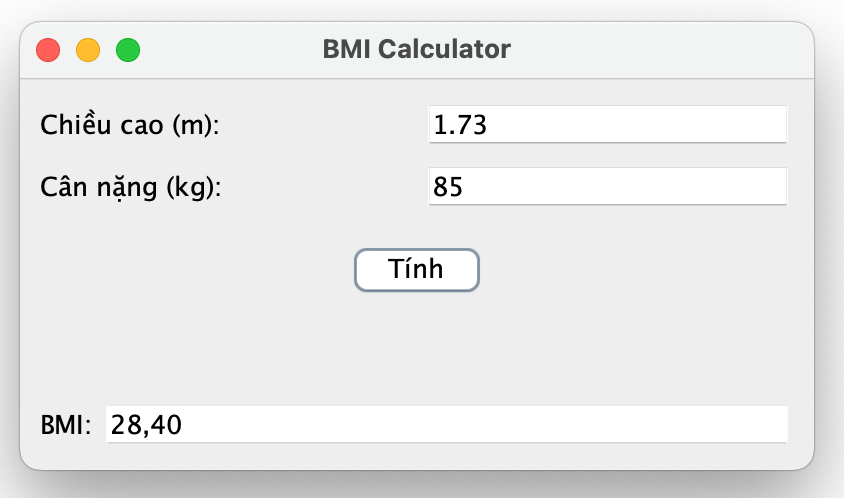 BMI Calculator
Chiều cao (m): 1.73
Cân nặng (kg): 85
Tính
BMI: 28,40